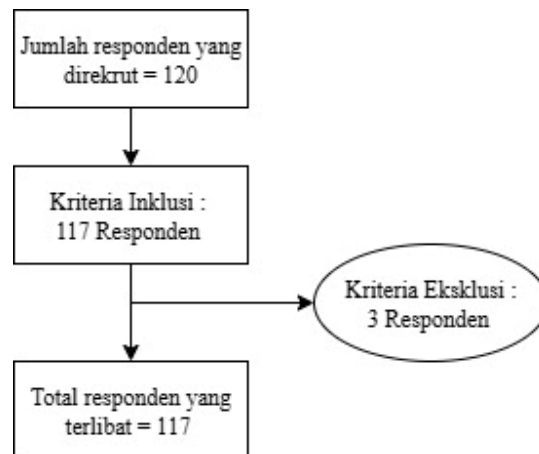 Jumlah responden yang
direkrut = 120
Kriteria Inklusi :
117 Responden
Kriteria Eksklusi :
3 Responden
Total responden yang
terlibat = 117